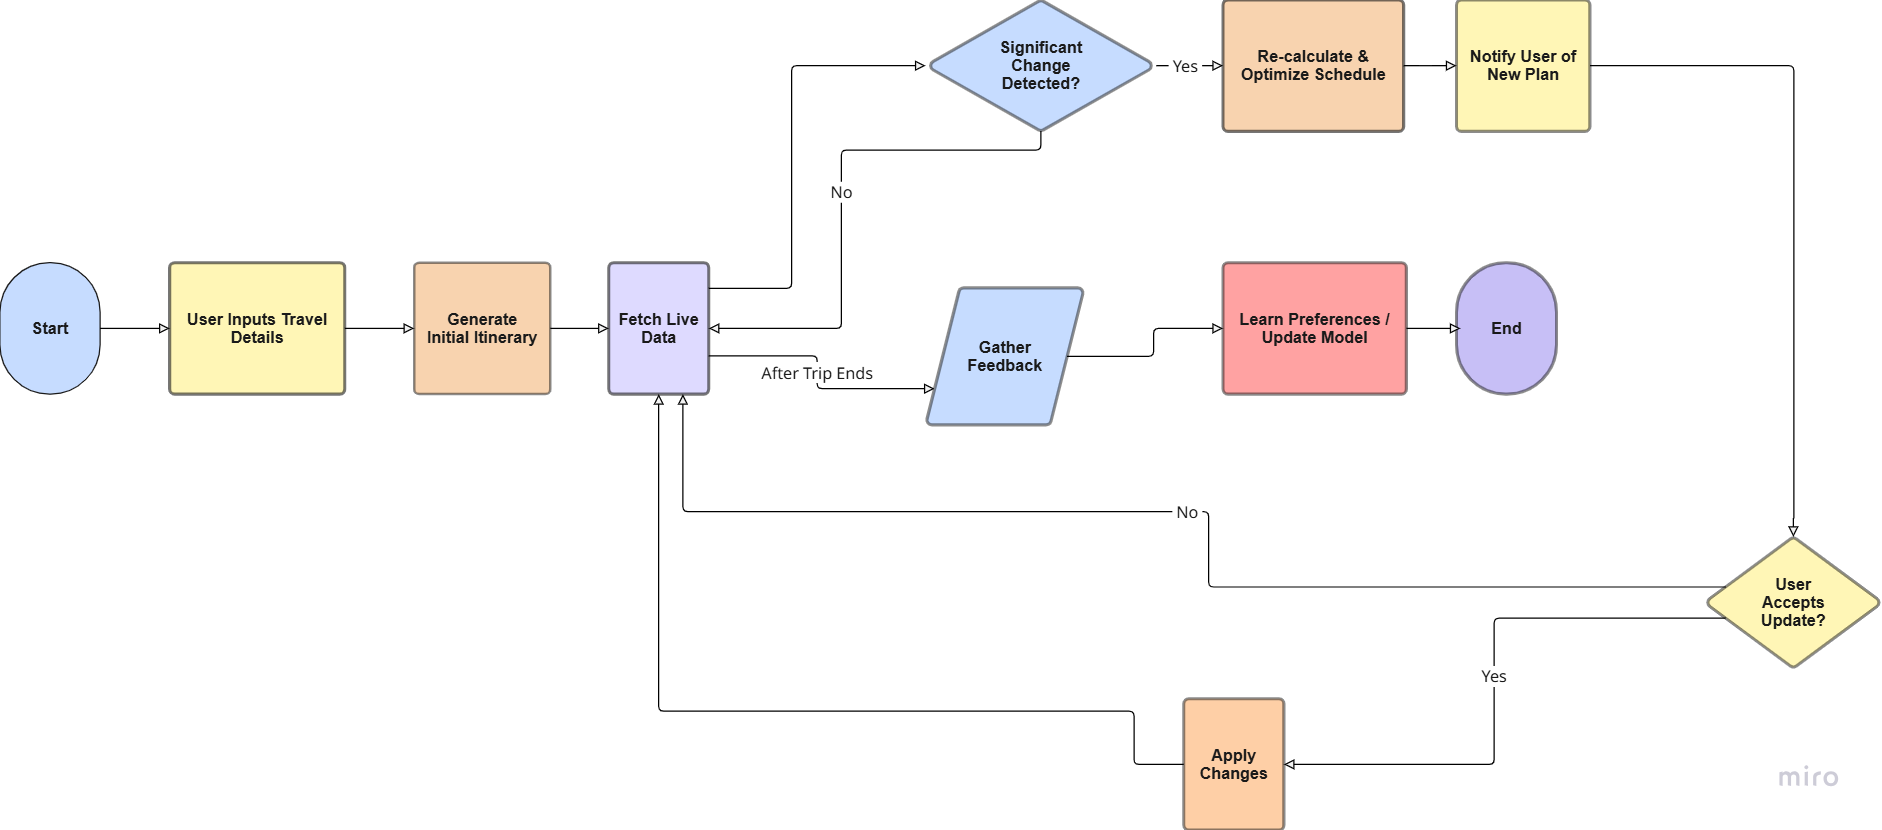 Significant
Change
Detected?
Yes
Re-calculate &
Optimize Schedule
Notify User of
New Plan
No
Start
User Inputs Travel
Details
Generate
Initial Itinerary
Fetch Live
Data
After Trip Ends
Gather
Feedback
Learn Preferences /
Update Model
End
No
User
Accepts
Update?
Yes
Apply
Changes
miro